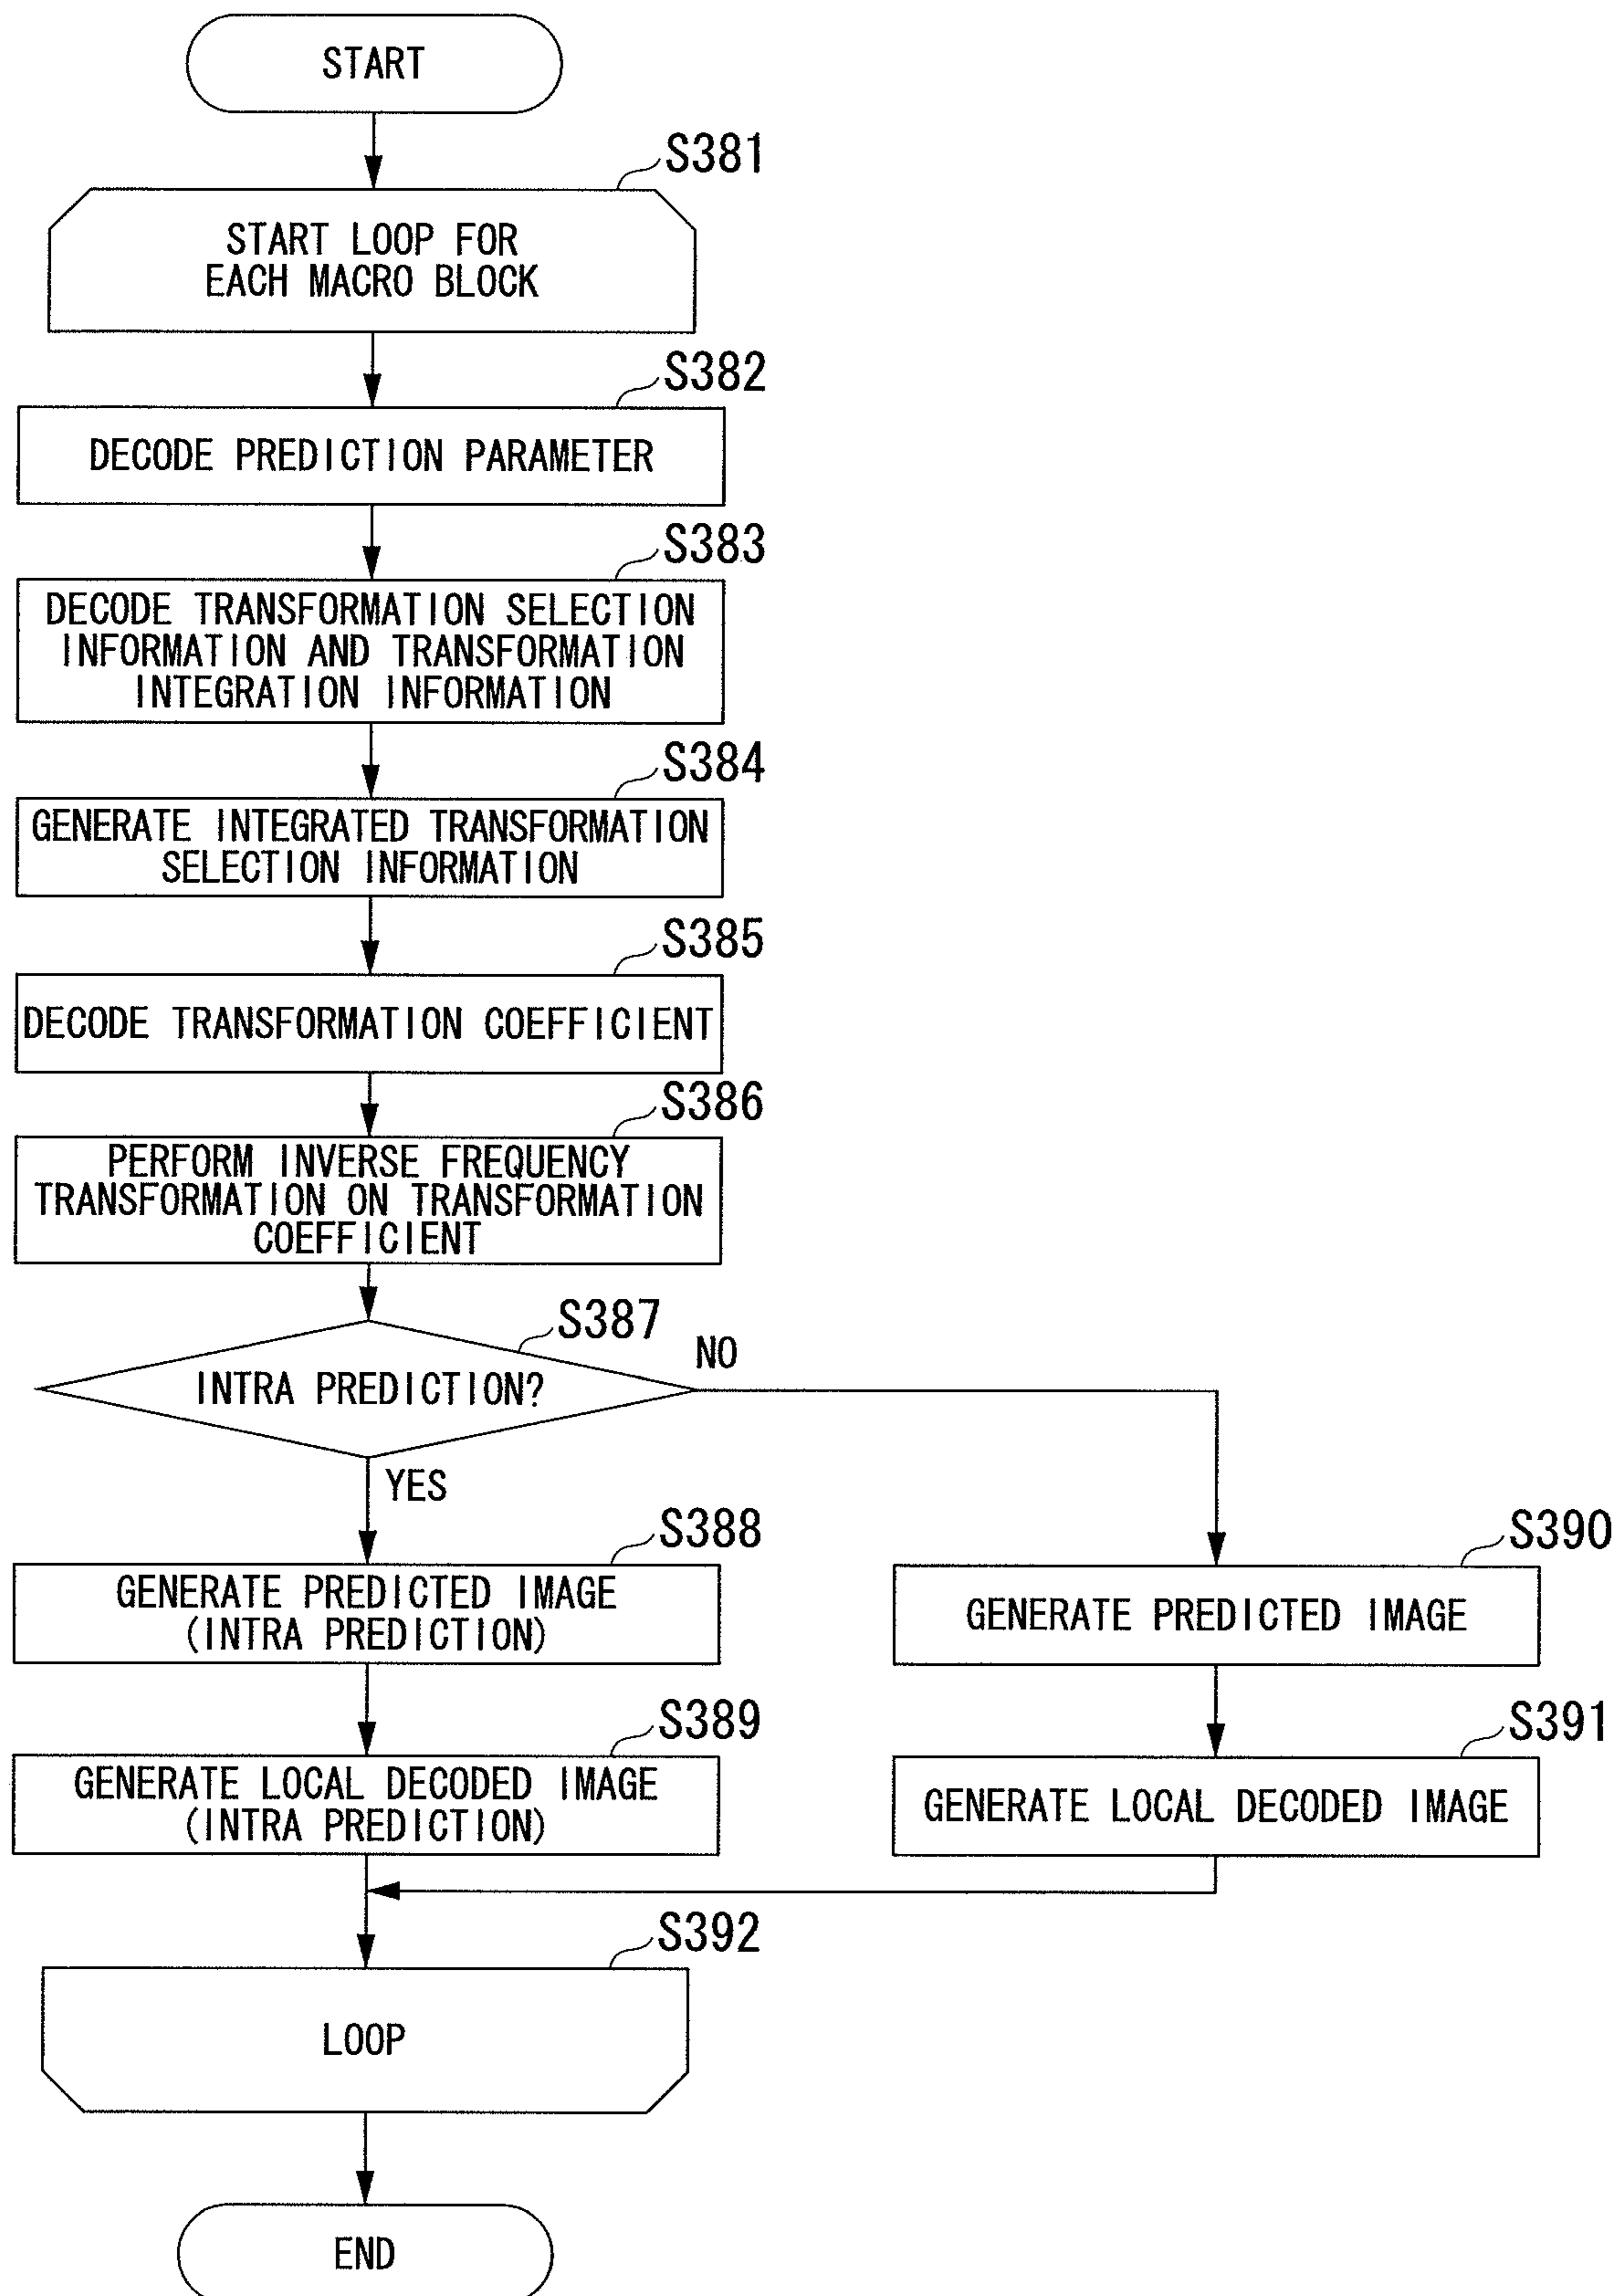 START
S381
START LOOP FOR
EACH MACRO BLOCK
S382
DECODE PREDICTION PARAMETER
S383
DECODE TRANSFORMATION SELECTION
INFORMATION AND TRANSFORMATION
INTEGRATION INFORMATION
S384
GENERATE INTEGRATED TRANSFORMATION
SELECTION INFORMATION
S385
DECODE TRANSFORMATION COEFFICIENT
S386
PERFORM INVERSE FREQUENCY
TRANSFORMATION ON TRANSFORMATION
COEFFICIENT
S387
INTRA PREDICTION?
NO
YES
S388
GENERATE PREDICTED IMAGE
(INTRA PREDICTION)
S390
GENERATE PREDICTED IMAGE
S389
GENERATE LOCAL DECODED IMAGE
(INTRA PREDICTION)
S391
GENERATE LOCAL DECODED IMAGE
S392
LOOP
END